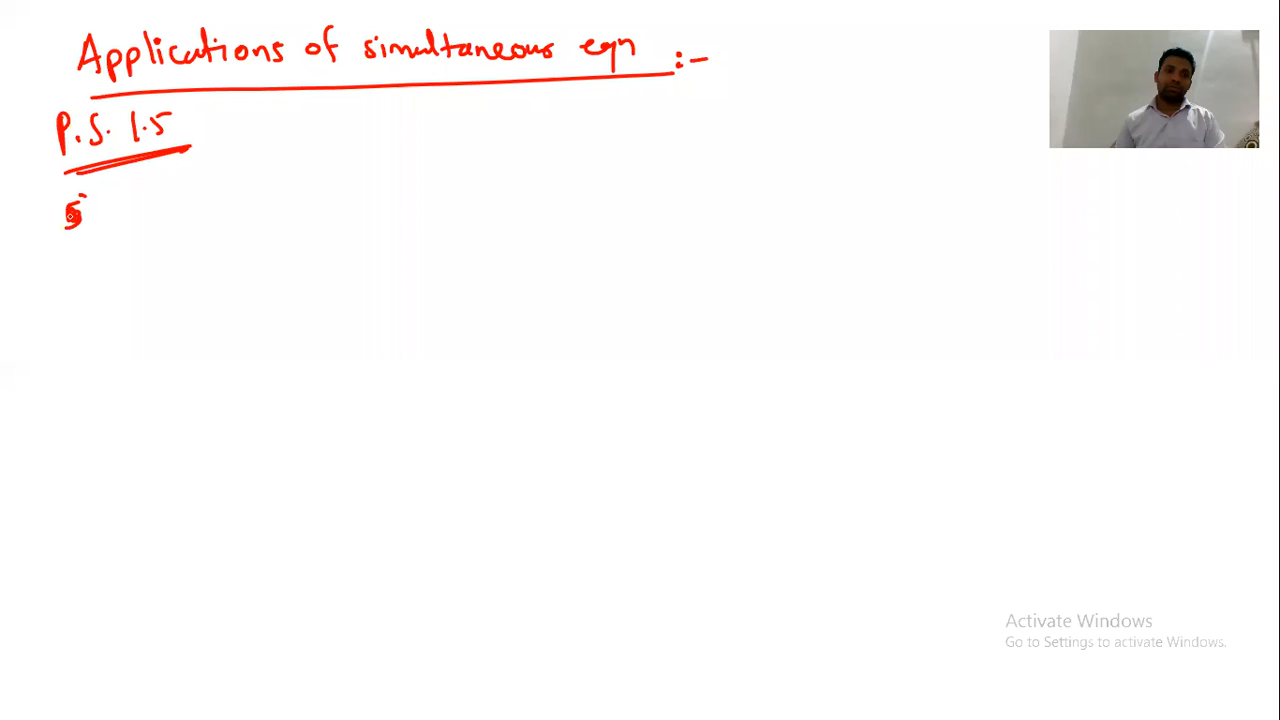 Applications of simultaneous eqn :-
P.S. 1.5
5
Activate Windows
Go to Settings to activate Windows.